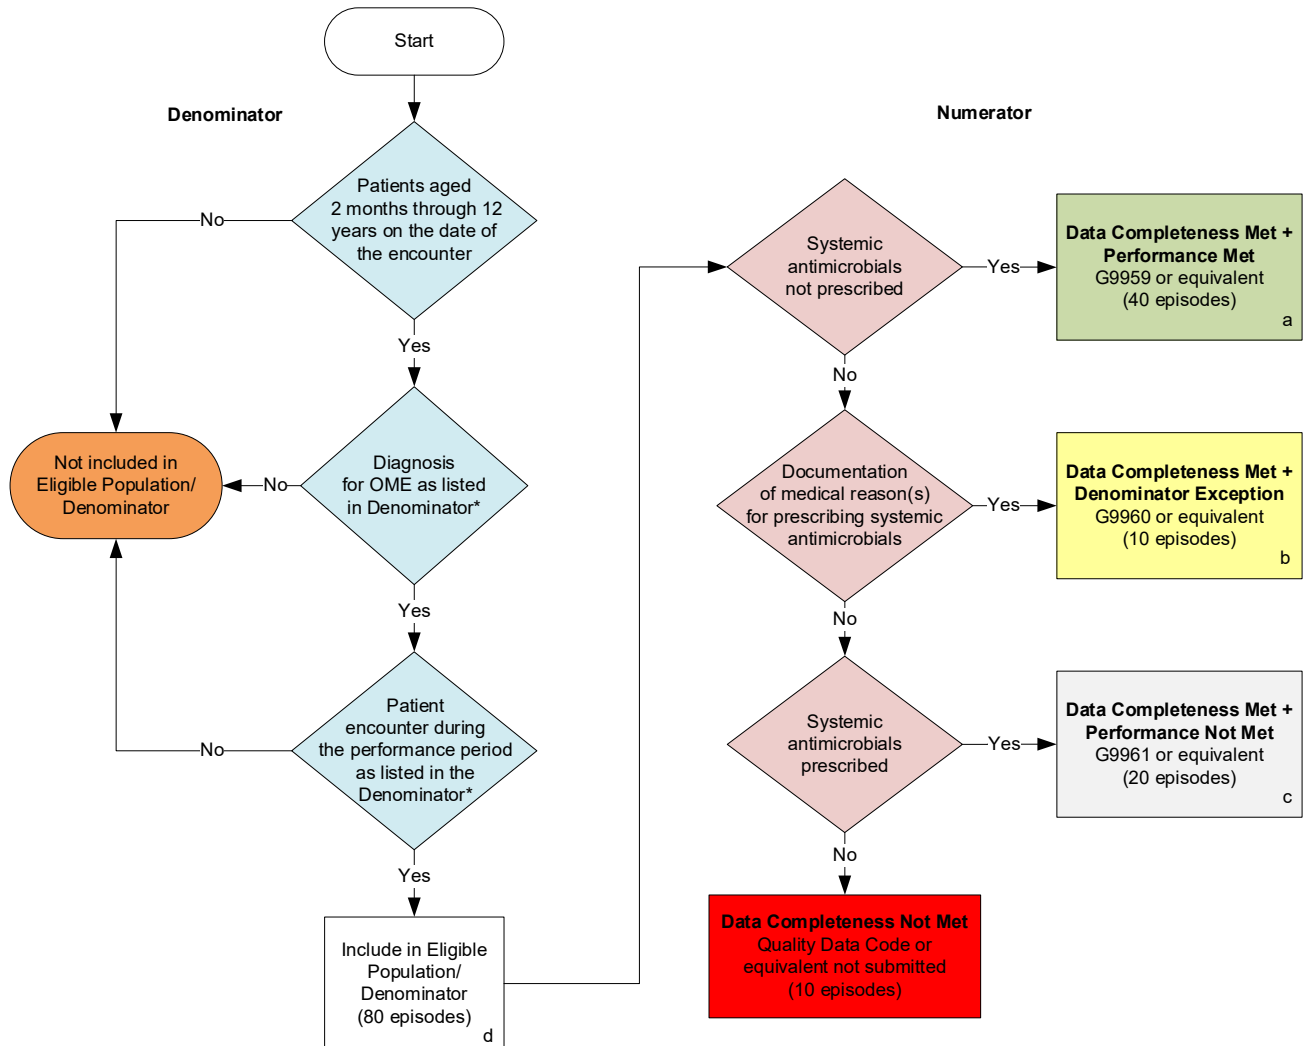 Start
Denominator
Patients aged
2 months through 12
years on the date of
the encounter
No
Yes
Diagnosis
for OME as listed
in Denominator*
No
Not included in
Eligible Population/
Denominator
Yes
Patient
encounter during
the performance period
as listed in the
Denominator*
No
Yes
Include in Eligible
Population/
Denominator
(80 episodes)
d
Numerator
Systemic
antimicrobials
not prescribed
Yes
Data Completeness Met +
Performance Met
G9959 or equivalent
(40 episodes)
a
No
Documentation
of medical reason(s)
for prescribing systemic
antimicrobials
Yes
Data Completeness Met +
Denominator Exception
G9960 or equivalent
(10 episodes)
b
No
Systemic
antimicrobials
prescribed
Yes
Data Completeness Met +
Performance Not Met
G9961 or equivalent
(20 episodes)
c
No
Data Completeness Not Met
Quality Data Code or
equivalent not submitted
(10 episodes)